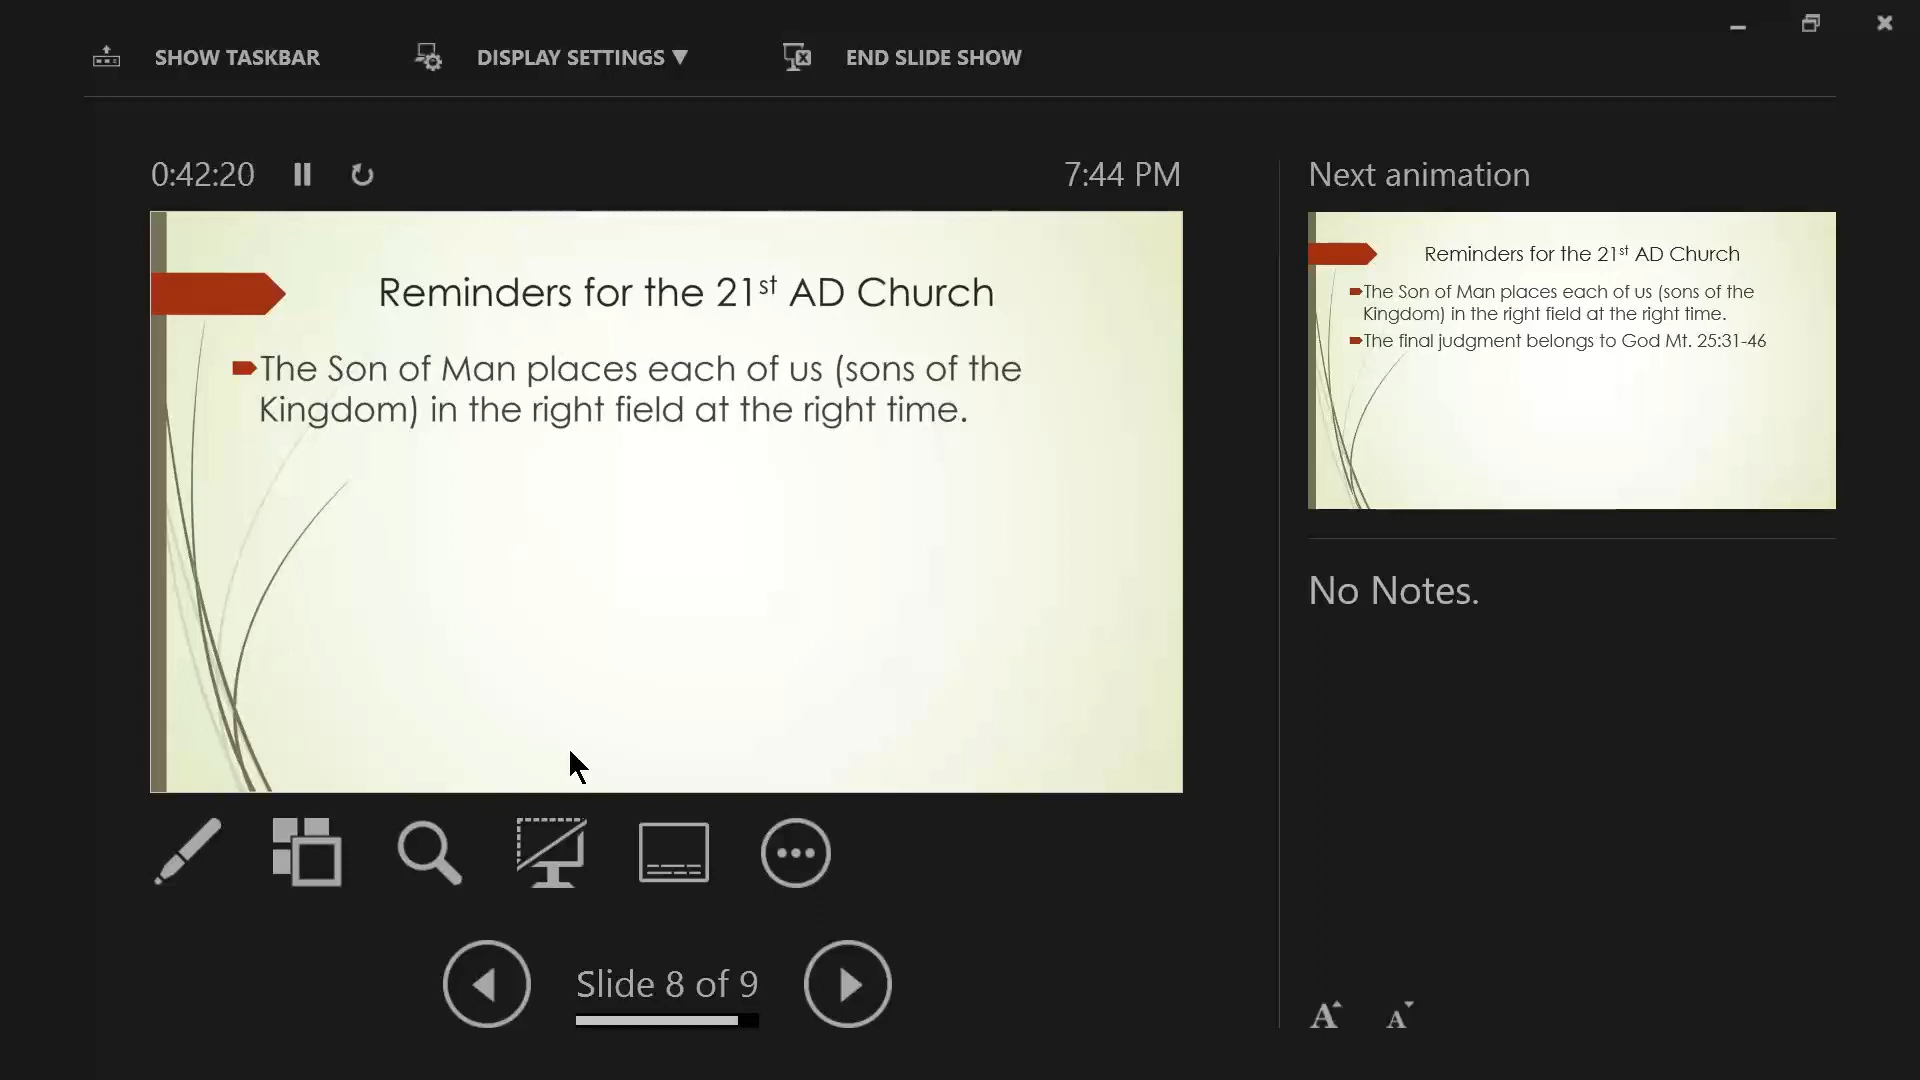 SHOW TASKBAR
DISPLAY SETTINGS ▼
END SLIDE SHOW
0:42:20
7:44 PM
Next animation
Reminders for the 21st AD Church
The Son of Man places each of us (sons of the
Kingdom) in the right field at the right time.
Reminders for the 21st AD Church
The Son of Man places each of us (sons of the
Kingdom) in the right field at the right time.
The final judgment belongs to God Mt. 25:31-46
No Notes.
Slide 8 of 9
A A